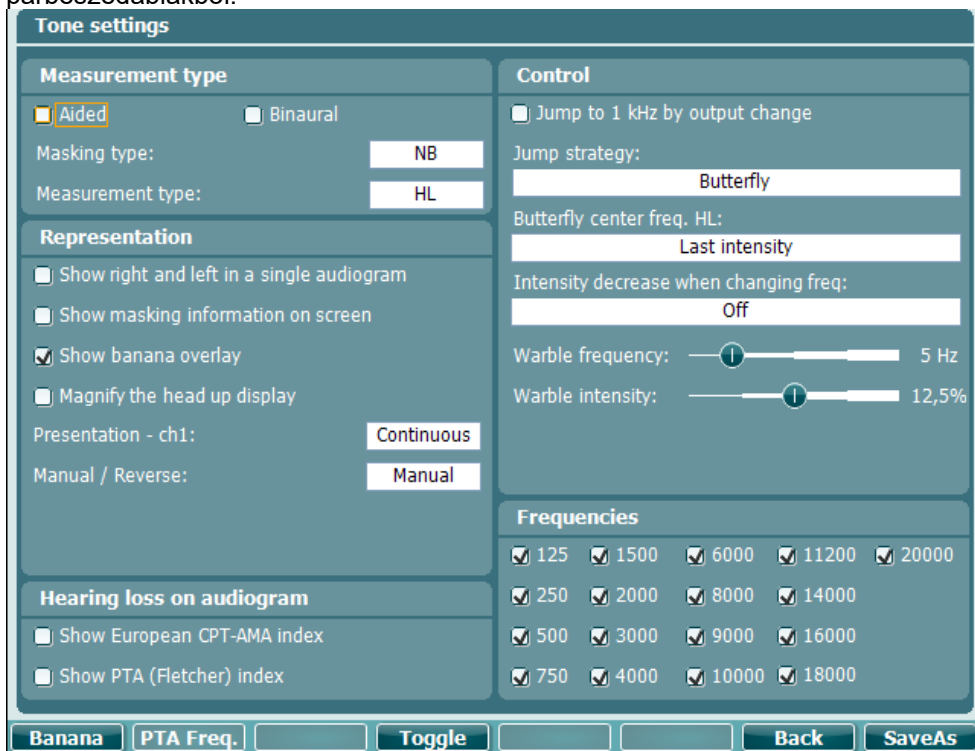 párbeszédablakból.
Tone settings
Measurement type
Aided Binaural
Masking type: NB
Measurement type: HL
Representation
Show right and left in a single audiogram
Show masking information on screen
Show banana overlay
Magnify the head up display
Presentation - ch1: Continuous
Manual / Reverse: Manual
Hearing loss on audiogram
Show European CPT-AMA index
Show PTA (Fletcher) index
Control
Jump to 1 kHz by output change
Jump strategy:
Butterfly
Butterfly center freq. HL:
Last intensity
Intensity decrease when changing freq:
Off
Warble frequency: 5 Hz
Warble intensity: 12,5%
Frequencies
125 1500 6000 11200 20000
250 2000 8000 14000
500 3000 9000 16000
750 4000 10000 18000
Banana PTA Freq. Toggle Back SaveAs